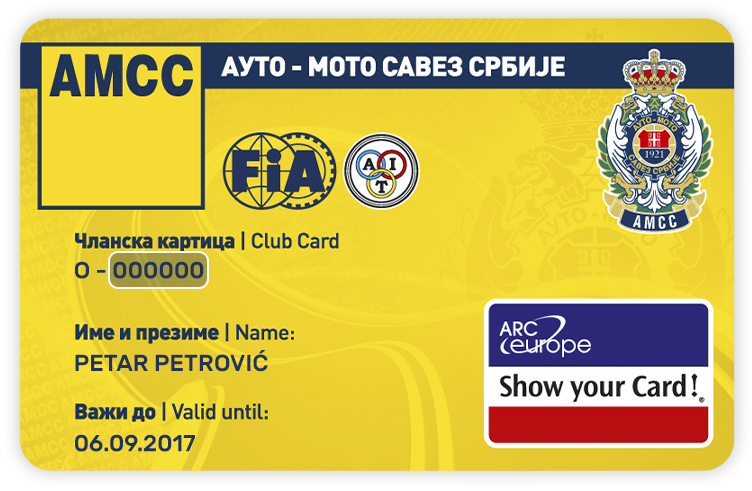 АМСС
АУТО - МОТО САВЕЗ СРБИЈЕ
FiA
A I T
АУТО - МОТО
1921
САВЕЗ СРБИЈЕ
АМСС
Чланска картица | Club Card
О - 000000
Име и презиме | Name:
PETAR PETROVIĆ
Важи до | Valid until:
06.09.2017
ARC
europe
Show your Card!®